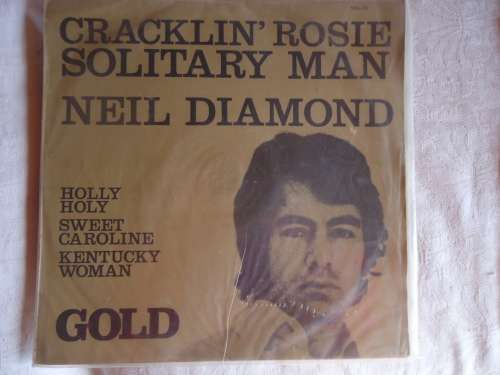 CRACKLIN' ROSIE
SOLITARY MAN
NEIL DIAMOND
HOLLY
HOLY
SWEET
CAROLINE
KENTUCKY
WOMAN
GOLD